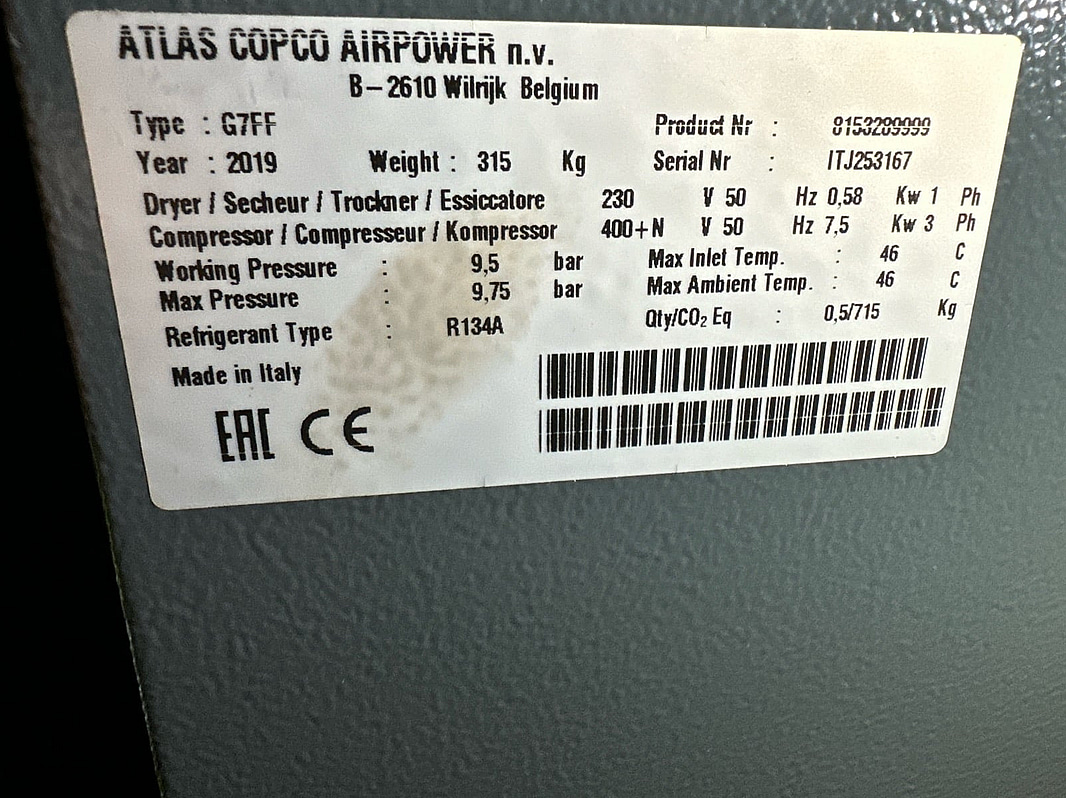 ATLAS COPCO AIRPOWER n.v.
B-2610 Wilrijk Belgium
Type : G7FF Product Nr : 8153289999
Year : 2019 Weight : 315 Kg Serial Nr : ITJ253167
Dryer / Secheur / Trockner / Essiccatore 230 V 50 Hz 0,58 Kw 1 Ph
Compressor / Compresseur / Kompressor 400+N V 50 Hz 7,5 Kw 3 Ph
Working Pressure : 9,5 bar Max Inlet Temp. : 46 C
Max Pressure : 9,75 bar Max Ambient Temp. : 46 C
Refrigerant Type : R134A Qty/CO₂ Eq : 0,5/715 Kg
Made in Italy
EAC CE